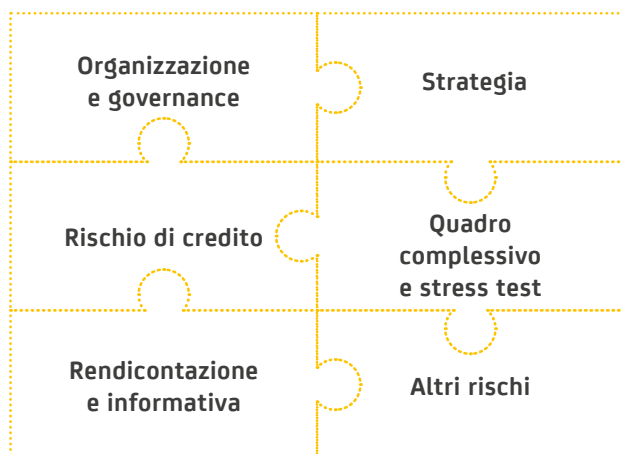 Organizzazione
e governance
Strategia
Rischio di credito
Quadro
complessivo
e stress test
Rendicontazione
e informativa
Altri rischi